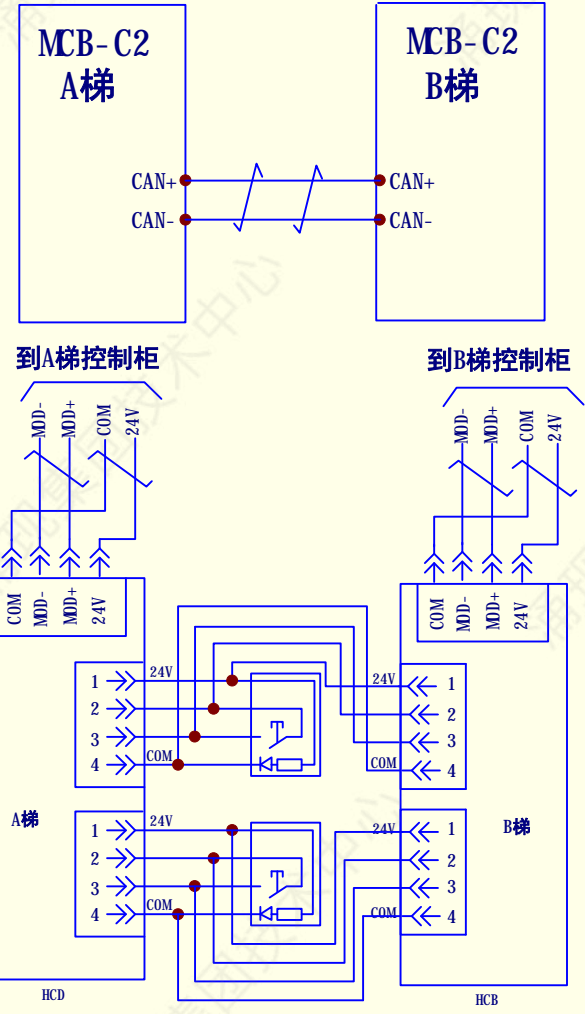 MCB-C2
A梯
MCB-C2
B梯
CAN+
CAN+
CAN-
CAN-
到A梯控制柜
到B梯控制柜
MOD-
MOD+
COM
24V
MOD-
MOD+
COM
24V
COM
MOD-
MOD+
24V
COM
MOD-
MOD+
24V
1
24V
2
3
4
COM
24V
1
2
3
COM
4
A梯
B梯
1
24V
2
3
4
COM
24V
1
2
3
COM
4
HCD
HCB